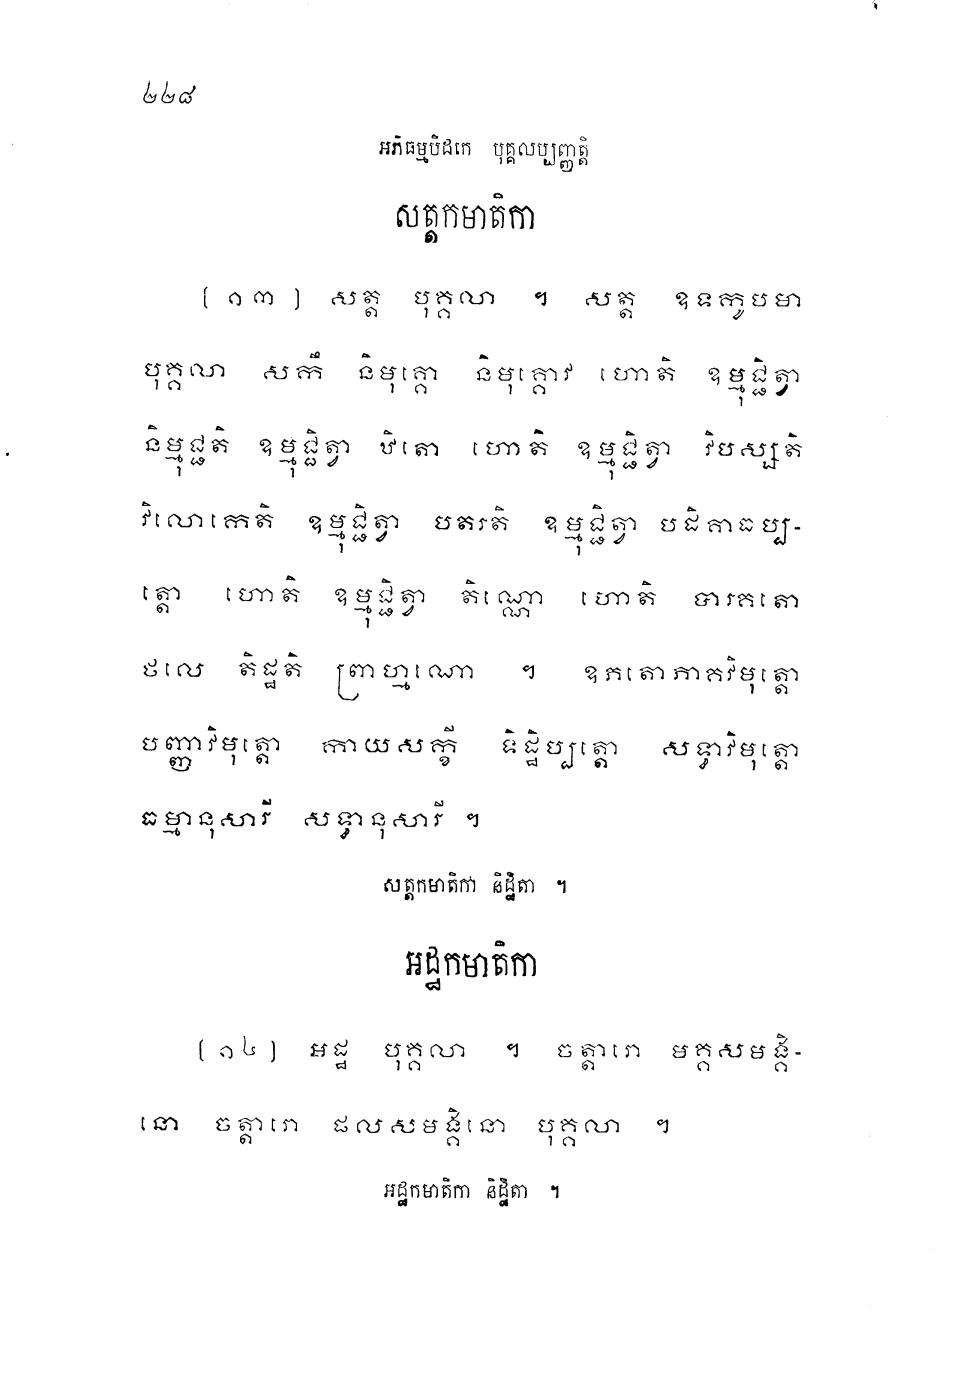 ២២៨
អភិធម្មបិដកេ បុគ្គលប្បញ្ញត្តិ
សត្តកមាតិកា
(១៣) សត្ត បុគ្គលា ។ សត្ត ឧទកូបមា
បុគ្គលា សកឹ និមុគ្គោ និមុគ្គោវ ហោតិ ឧម្មុជ្ជិត្វា
និម្មុជ្ជតិ ឧម្មុជ្ជិត្វា ឋិតោ ហោតិ ឧម្មុជ្ជិត្វា វិបស្សតិ
វិលោកេតិ ឧម្មុជ្ជិត្វា បតរតិ ឧម្មុជ្ជិត្វា បដិគាធប្ប-
ត្តោ ហោតិ ឧម្មុជ្ជិត្វា តិណ្ណោ ហោតិ បារគតោ
ថលេ តិដ្ឋតិ ព្រាហ្មណោ ។ ឧភតោភាគវិមុត្តោ
បញ្ញាវិមុត្តោ កាយសក្ខី ទិដ្ឋិប្បត្តោ សទ្ធាវិមុត្តោ
ធម្មានុសារី សទ្ធានុសារី ។
សត្តកមាតិកា និដ្ឋិតា ។
អដ្ឋកមាតិកា
(១៤) អដ្ឋ បុគ្គលា ។ ចត្តារោ មគ្គសមង្គិ-
នោ ចត្តារោ ផលសមង្គិនោ បុគ្គលា ។
អដ្ឋកមាតិកា និដ្ឋិតា ។